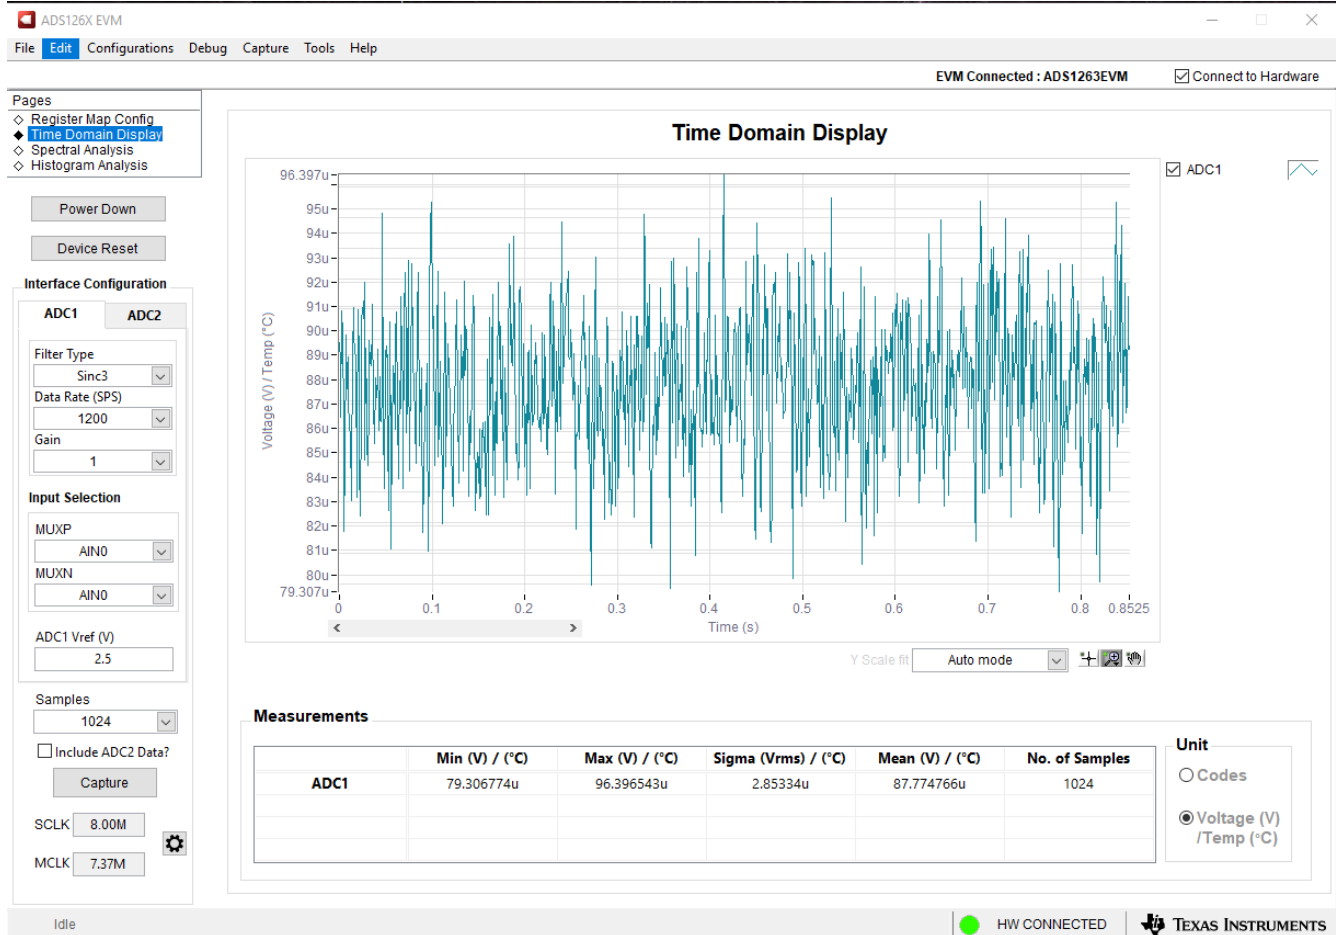 ADS126X EVM
File Edit Configurations Debug Capture Tools Help
EVM Connected : ADS1263EVM Connect to Hardware
Pages
Register Map Config
Time Domain Display
Spectral Analysis
Histogram Analysis
Power Down
Device Reset
Interface Configuration
ADC1 ADC2
Filter Type
Sinc3
Data Rate (SPS)
1200
Gain
1
Input Selection
MUXP
AIN0
MUXN
AIN0
ADC1 Vref (V)
2.5
Samples
1024
Include ADC2 Data?
Capture
SCLK 8.00M
MCLK 7.37M
Time Domain Display
ADC1
Voltage (V) / Temp (°C)
96.397u
95u
94u
93u
92u
91u
90u
89u
88u
87u
86u
85u
84u
83u
82u
81u
80u
79.307u
0 0.1 0.2 0.3 0.4 0.5 0.6 0.7 0.8 0.8525
Time (s)
Y Scale fit Auto mode
Measurements
Min (V) / (°C) Max (V) / (°C) Sigma (Vrms) / (°C) Mean (V) / (°C) No. of Samples
ADC1 79.306774u 96.396543u 2.85334u 87.774766u 1024
Unit
Codes
Voltage (V)
/Temp (°C)
Idle HW CONNECTED TEXAS INSTRUMENTS